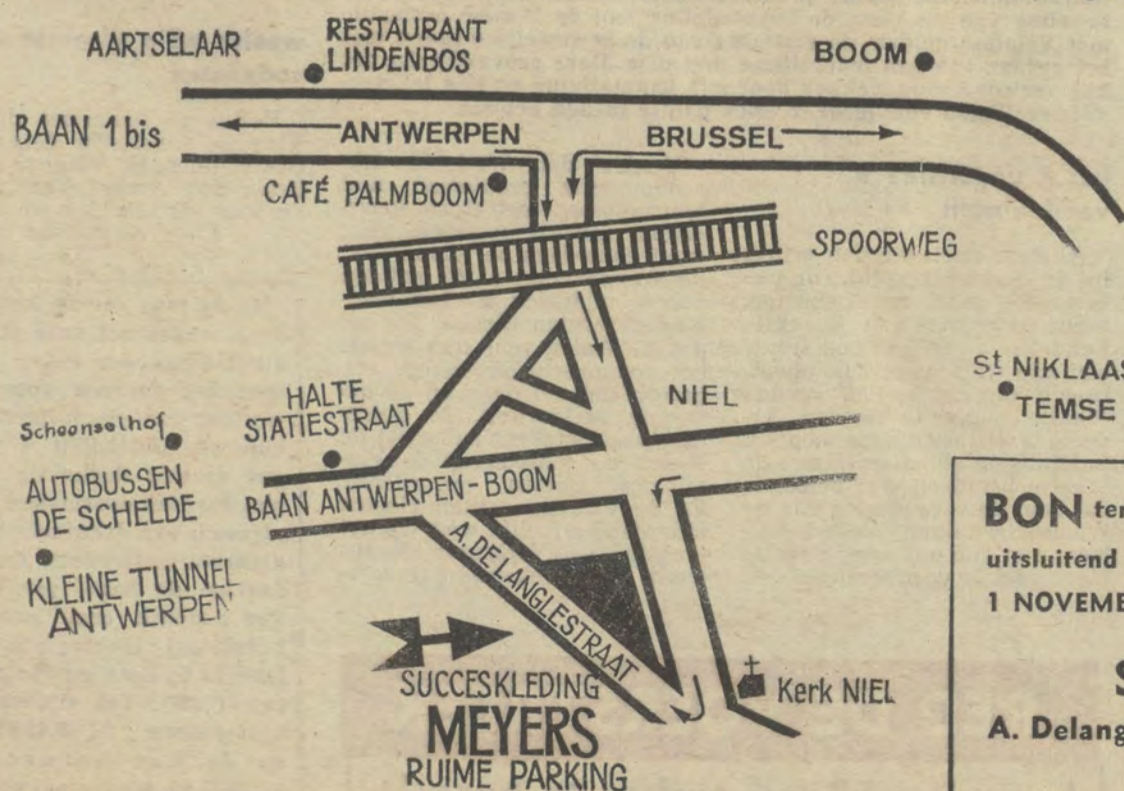 AARTSELAAR
RESTAURANT
LINDENBOS
BOOM
BAAN 1 bis
ANTWERPEN
BRUSSEL
CAFÉ PALMBOOM
SPOORWEG
HALTE
STATIESTRAAT
NIEL
St NIKLAAS
TEMSE
Schoonselhof
AUTOBUSSEN
DE SCHELDE
BAAN ANTWERPEN-BOOM
KLEINE TUNNEL
ANTWERPEN
A. DE LANGLESTRAAT
SUCCESKLEDING
MEYERS
RUIME PARKING
Kerk NIEL
BON ter
uitsluitend
1 NOVEMB
S
A. Delang